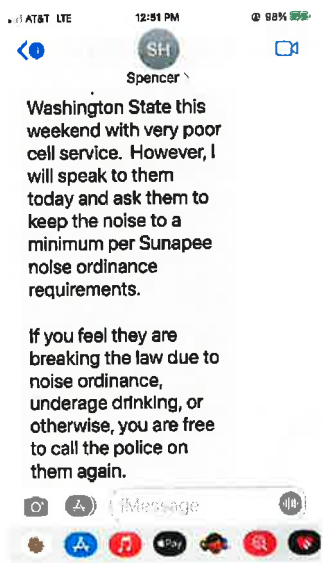 AT&T LTE 12:51 PM 98%
SH
Spencer
Washington State this
weekend with very poor
cell service. However, I
will speak to them
today and ask them to
keep the noise to a
minimum per Sunapee
noise ordinance
requirements.
If you feel they are
breaking the law due to
noise ordinance,
underage drinking, or
otherwise, you are free
to call the police on
them again.
iMessage
Pay